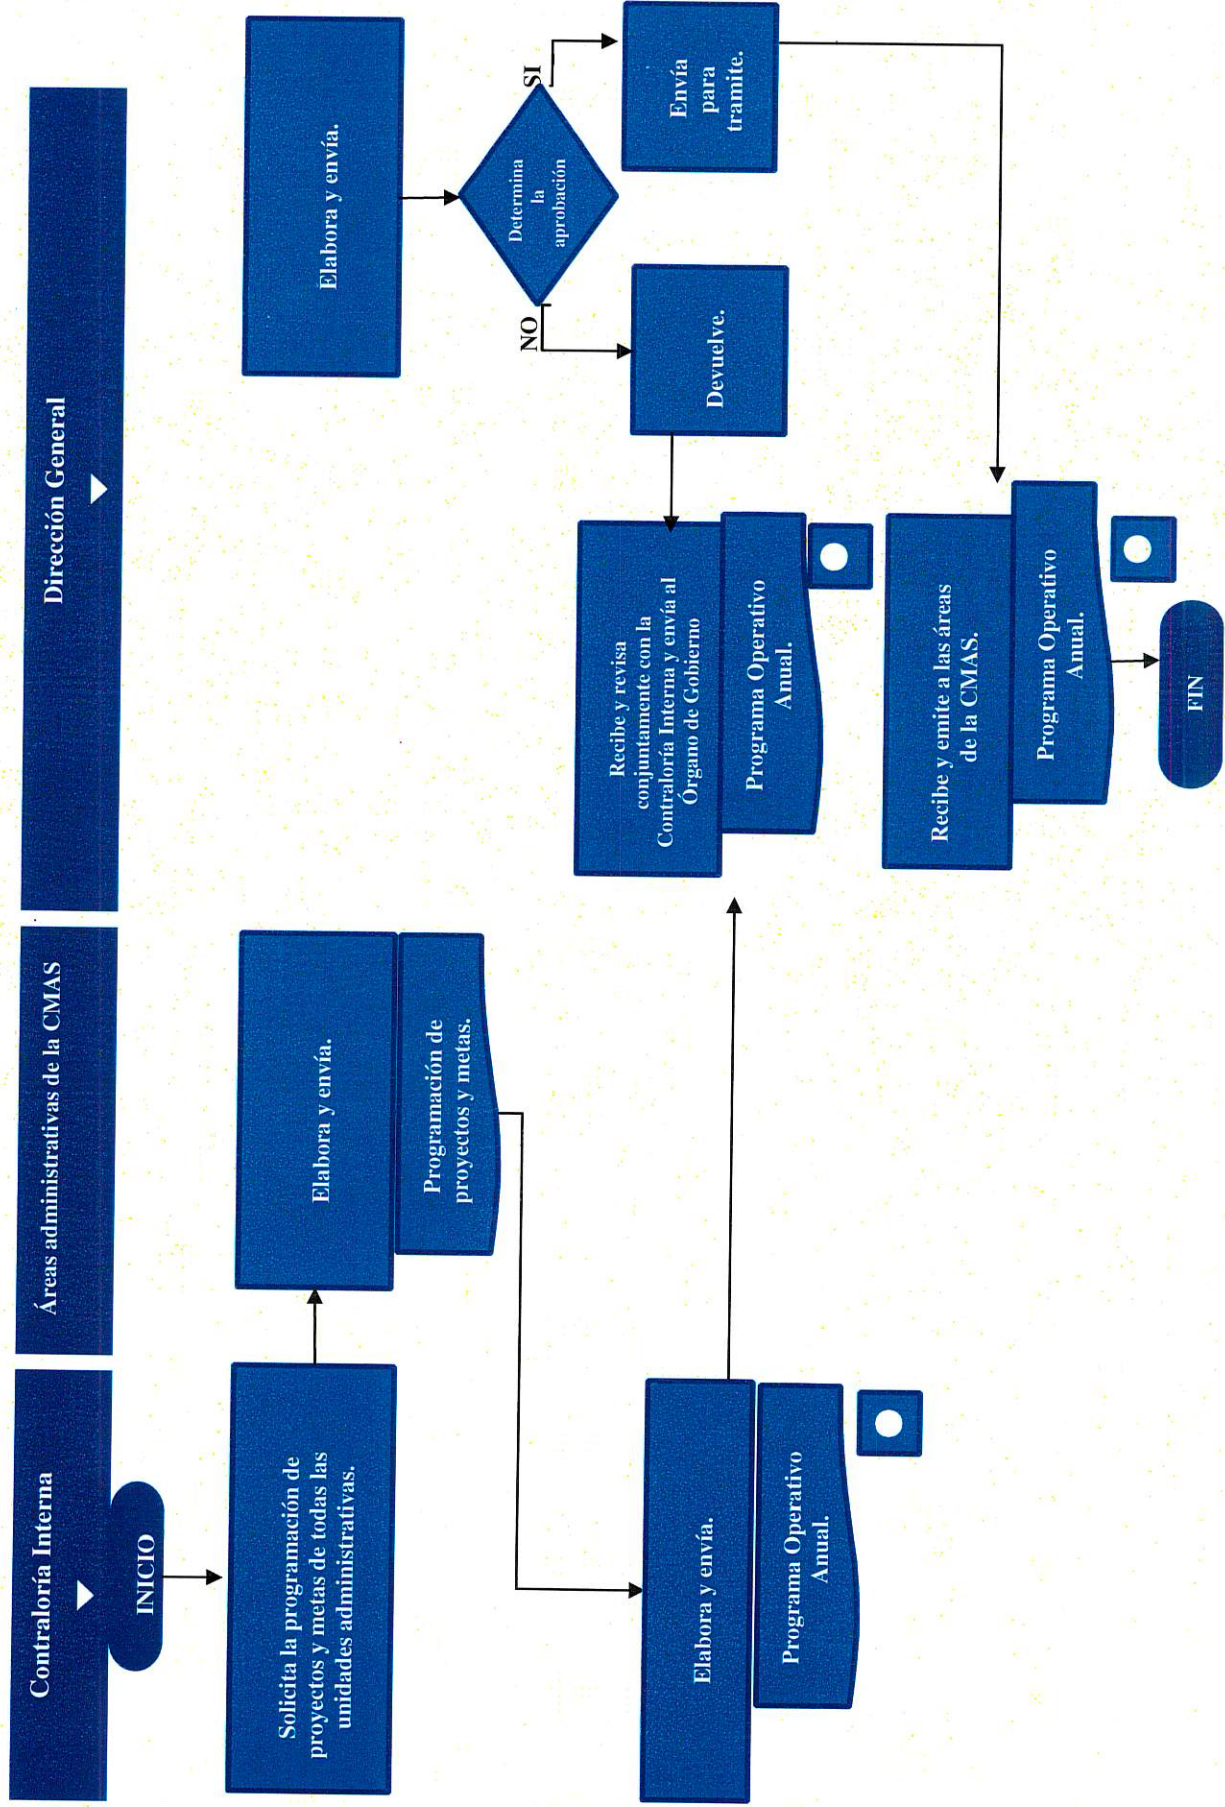 Contraloría Interna
Áreas administrativas de la CMAS
Dirección General
INICIO
Solicita la programación de
proyectos y metas de todas las
unidades administrativas.
Elabora y envía.
Programación de
proyectos y metas.
Elabora y envía.
Programa Operativo
Anual.
Recibe y revisa
conjuntamente con la
Contraloría Interna y envía al
Órgano de Gobierno
Programa Operativo
Anual.
Elabora y envía.
Determina
la
aprobación
NO
SI
Devuelve.
Envía
para
tramite.
Recibe y emite a las áreas
de la CMAS.
Programa Operativo
Anual.
FIN